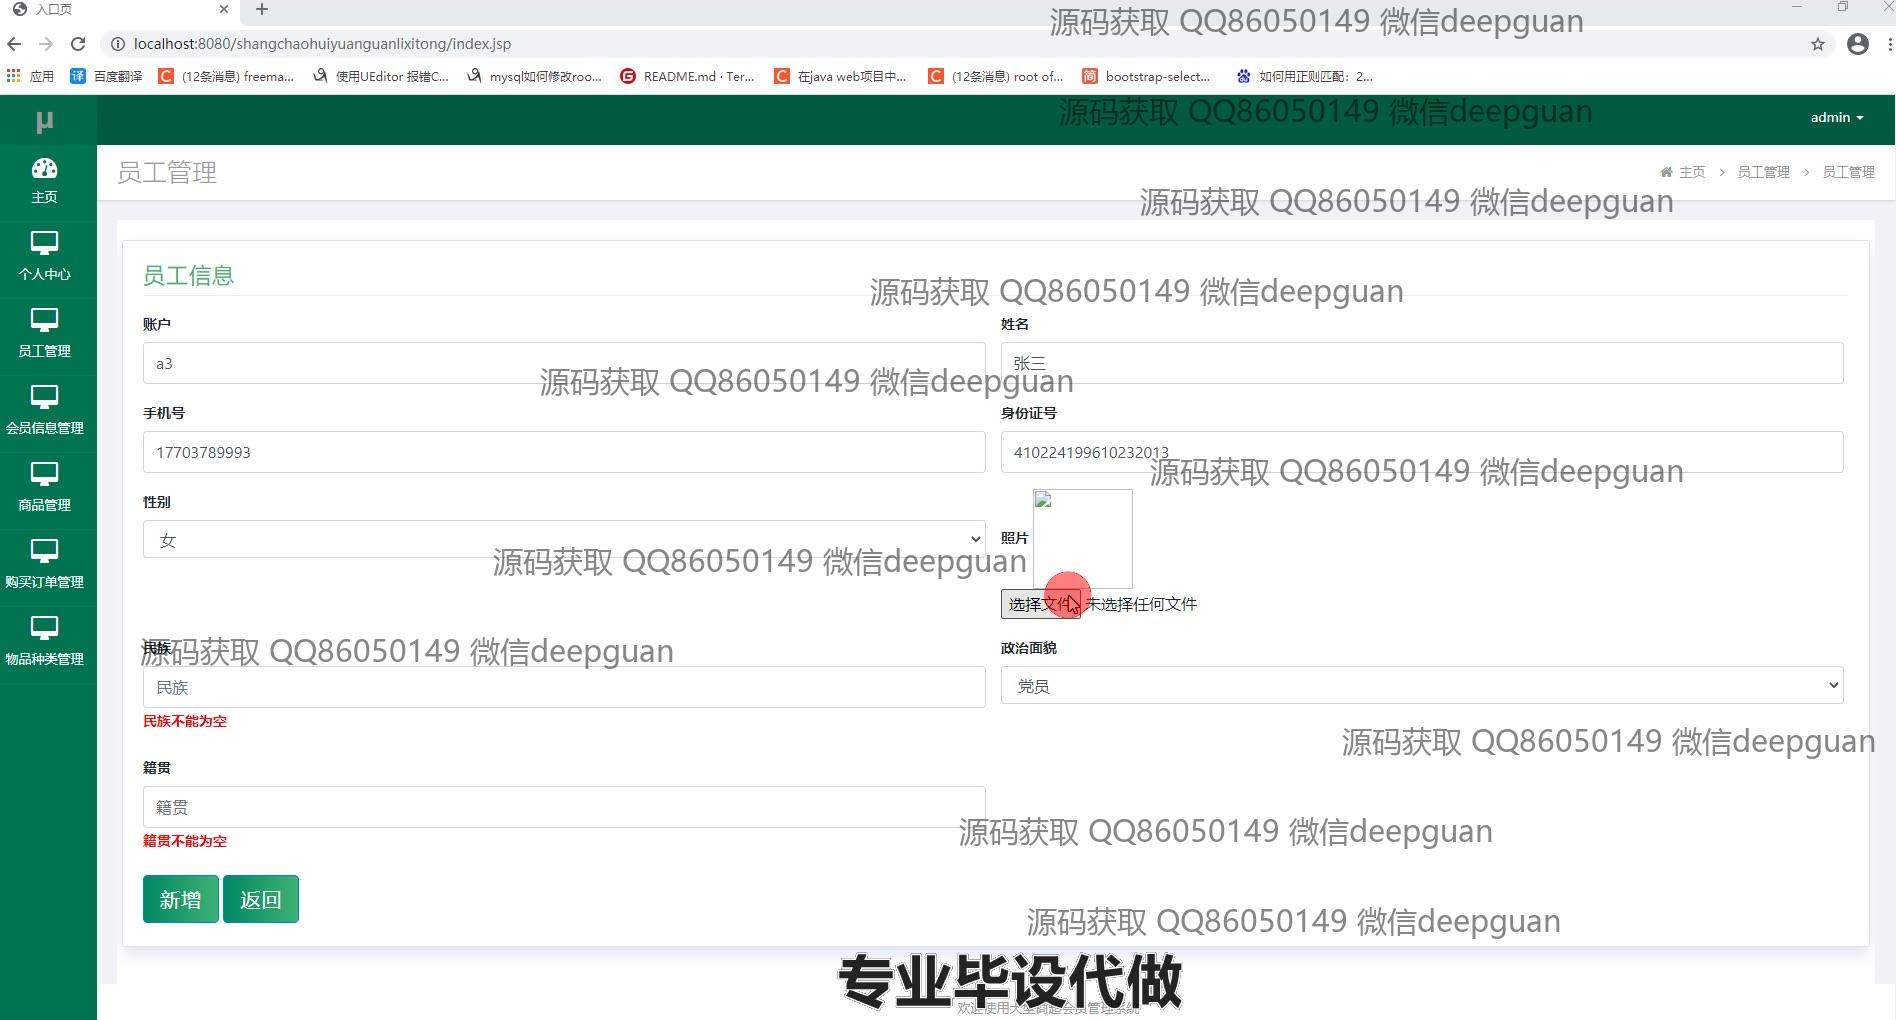 入口页
源码获取 QQ86050149 微信deepguan
localhost:8080/shangchaohuiyuanguanlixitong/index.jsp
应用
百度翻译
(12条消息) freema...
使用UEditor 报错C...
mysql如何修改roo...
README.md · Ter...
在java web项目中...
(12条消息) root of...
bootstrap-select...
如何用正则匹配：2...
μ
源码获取 QQ86050149 微信deepguan
admin
主页
个人中心
员工管理
会员信息管理
商品管理
购买订单管理
物品种类管理
员工管理
主页 > 员工管理 > 员工管理
源码获取 QQ86050149 微信deepguan
员工信息
源码获取 QQ86050149 微信deepguan
账户
姓名
a3
张三
源码获取 QQ86050149 微信deepguan
手机号
身份证号
17703789993
410224199610232013
源码获取 QQ86050149 微信deepguan
性别
女
照片
源码获取 QQ86050149 微信deepguan
选择文件 未选择任何文件
民族
源码获取 QQ86050149 微信deepguan
政治面貌
民族
党员
民族不能为空
源码获取 QQ86050149 微信deepguan
籍贯
籍贯
籍贯不能为空
源码获取 QQ86050149 微信deepguan
新增
返回
源码获取 QQ86050149 微信deepguan
专业毕设代做
欢迎使用大型商超会员管理系统